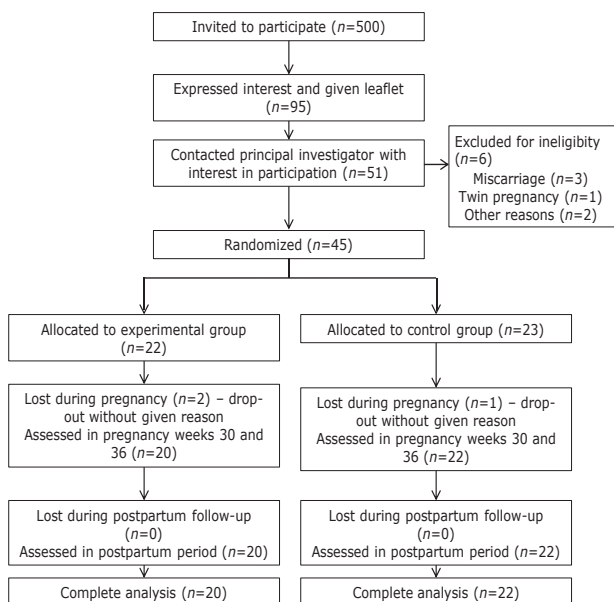 Invited to participate (n=500)
Expressed interest and given leaflet
(n=95)
Contacted principal investigator with
interest in participation (n=51)
Excluded for ineligibity
(n=6)
Miscarriage (n=3)
Twin pregnancy (n=1)
Other reasons (n=2)
Randomized (n=45)
Allocated to experimental group
(n=22)
Lost during pregnancy (n=2) – drop-
out without given reason
Assessed in pregnancy weeks 30 and
36 (n=20)
Lost during postpartum follow-up
(n=0)
Assessed in postpartum period (n=20)
Complete analysis (n=20)
Allocated to control group (n=23)
Lost during pregnancy (n=1) – drop-
out without given reason
Assessed in pregnancy weeks 30 and
36 (n=22)
Lost during postpartum follow-up
(n=0)
Assessed in postpartum period (n=22)
Complete analysis (n=22)